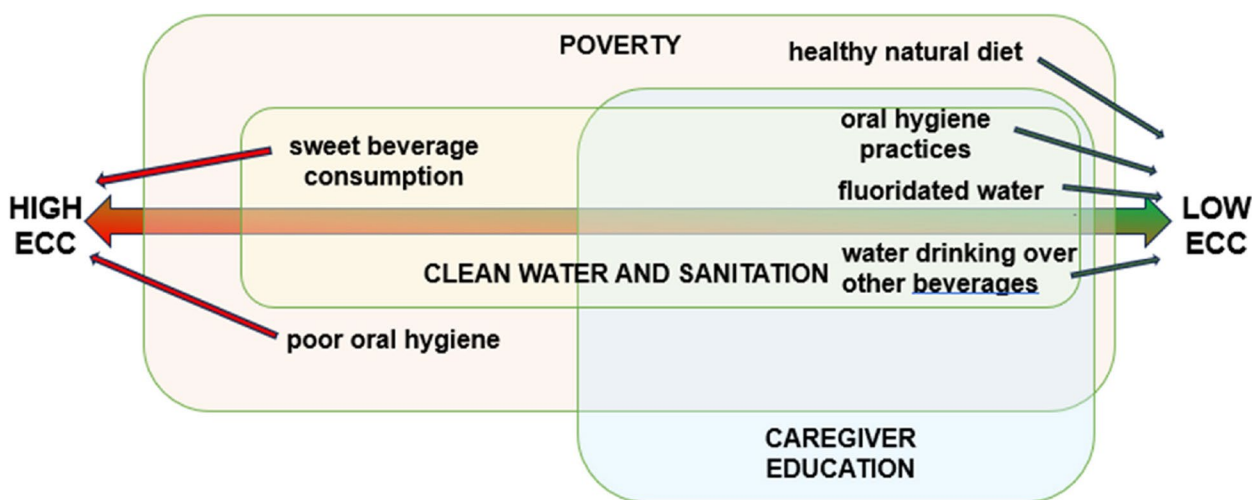 POVERTY
healthy natural diet
oral hygiene
practices
sweet beverage
consumption
fluoridated water
HIGH
ECC
LOW
ECC
water drinking over
other beverages
CLEAN WATER AND SANITATION
poor oral hygiene
CAREGIVER
EDUCATION